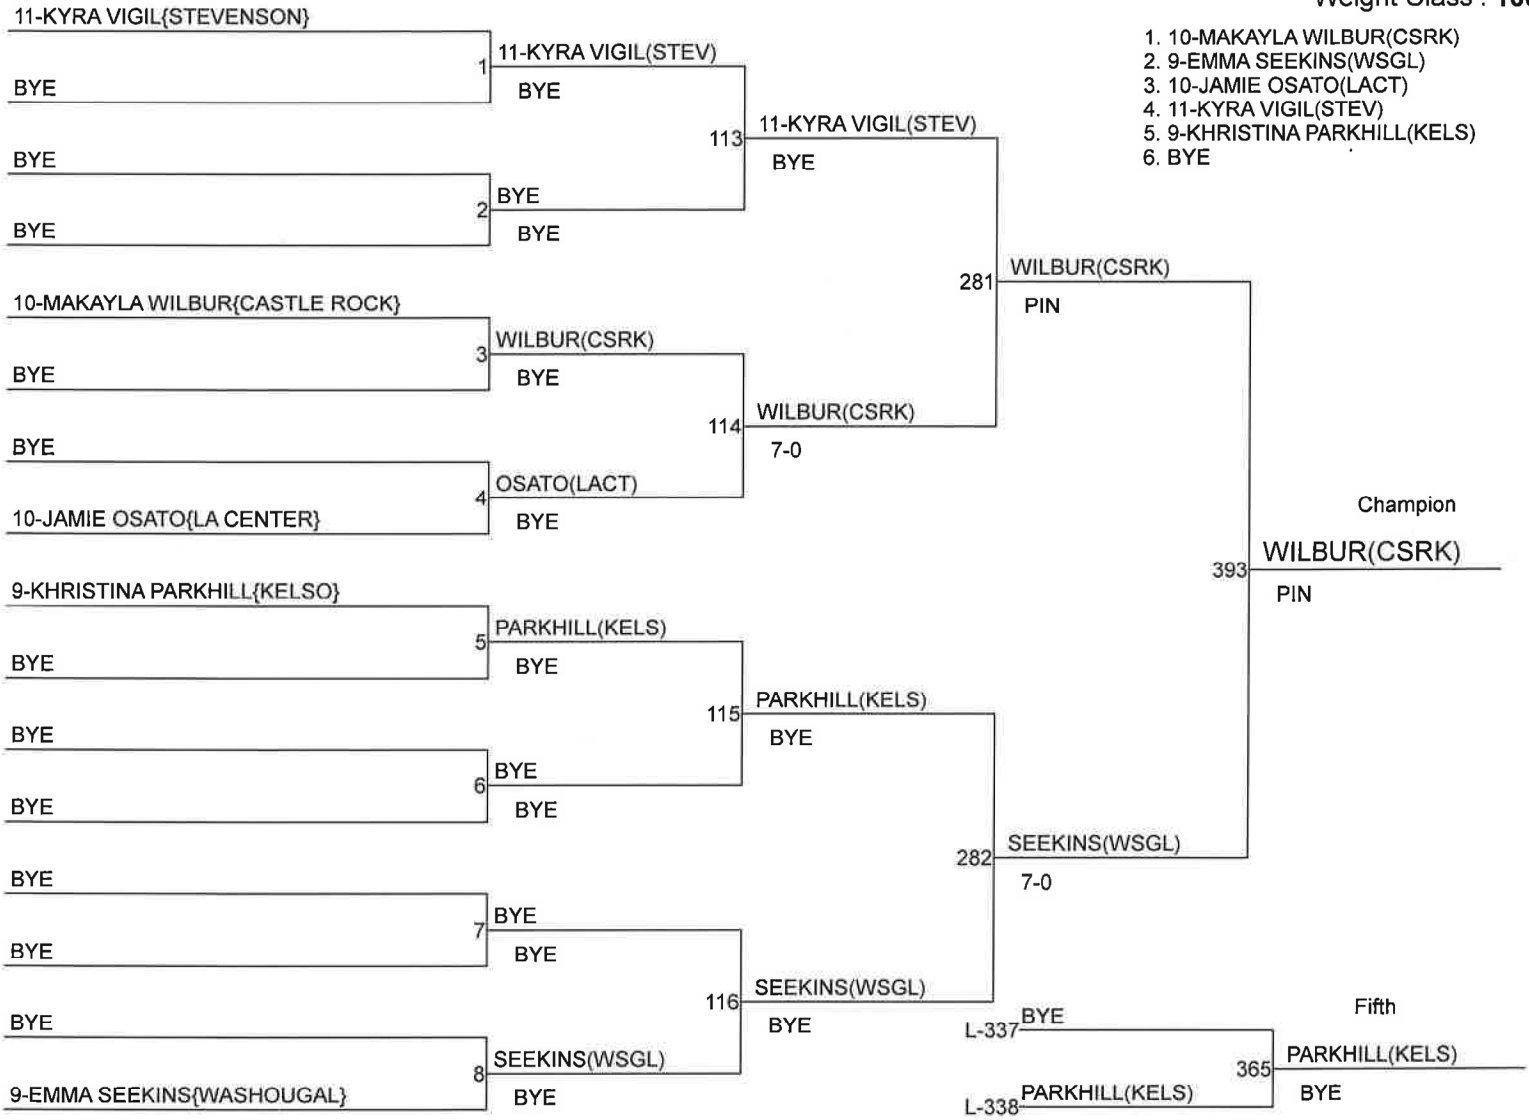 Weight Class :
1. 10-MAKAYLA WILBUR(CSRK)
2. 9-EMMA SEEKINS(WSGL)
3. 10-JAMIE OSATO(LACT)
4. 11-KYRA VIGIL(STEV)
5. 9-KHRISTINA PARKHILL(KELS)
6. BYE
11-KYRA VIGIL{STEVENSON}
BYE
BYE
BYE
10-MAKAYLA WILBUR{CASTLE ROCK}
BYE
BYE
10-JAMIE OSATO{LA CENTER}
9-KHRISTINA PARKHILL{KELSO}
BYE
BYE
BYE
BYE
BYE
BYE
9-EMMA SEEKINS{WASHOUGAL}
1 11-KYRA VIGIL(STEV)
BYE
2 BYE
BYE
3 WILBUR(CSRK)
BYE
4 OSATO(LACT)
BYE
5 PARKHILL(KELS)
BYE
6 BYE
BYE
7 BYE
BYE
8 SEEKINS(WSGL)
BYE
113 11-KYRA VIGIL(STEV)
BYE
114 WILBUR(CSRK)
7-0
115 PARKHILL(KELS)
BYE
116 SEEKINS(WSGL)
BYE
281 WILBUR(CSRK)
PIN
282 SEEKINS(WSGL)
7-0
Champion
393 WILBUR(CSRK)
PIN
Fifth
L-337 BYE
L-338 PARKHILL(KELS)
365 PARKHILL(KELS)
BYE